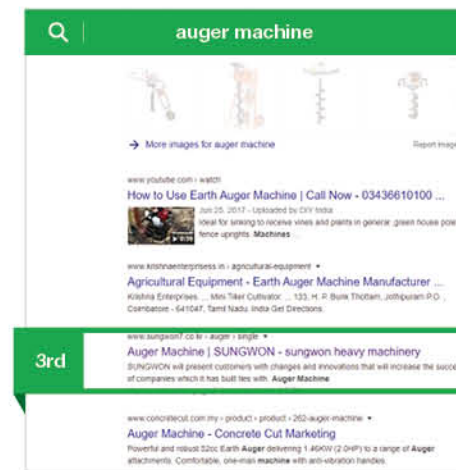 auger machine
→ More images for auger machine
Report image
www.youtube.com › watch
How to Use Earth Auger Machine | Call Now - 03436610100 ...
Jun 25, 2017 - Uploaded by DIY India
Ideal for sinking to receive vines and plants in general green house pole
fence uprights. Machines
www.krishnaenterprisess.in › agricultural-equipment ▾
Agricultural Equipment - Earth Auger Machine Manufacturer ...
Krishna Enterprises. ... Mini Tiller Cultivator. ... 133, H. P. Bunk Thottam, Jothipuram P.O.,
Coimbatore - 641047, Tamil Nadu. India Get Directions.
www.sungwon7.co.kr › auger › single ▾
3rd
Auger Machine | SUNGWON - sungwon heavy machinery
SUNGWON will present customers with changes and innovations that will increase the succe
of companies which it has built ties with. Auger Machine
www.concretecut.com.my › product › product › 262-auger-machine ▾
Auger Machine - Concrete Cut Marketing
Powerful and robust 52cc Earth Auger delivering 1.46KW (2.0HP) to a range of Auger
attachments. Comfortable, one-man machine with anti-vibration handles.